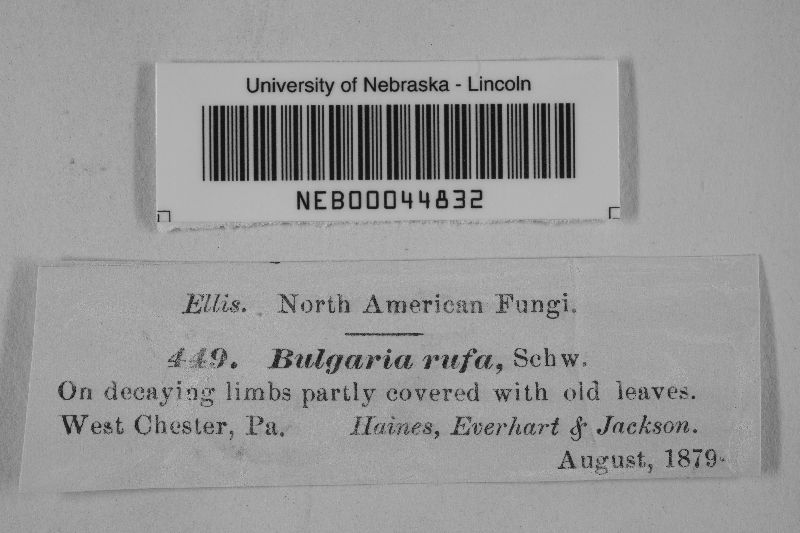 University of Nebraska - Lincoln
NEB00044832
Ellis. North American Fungi.
449. Bulgaria rufa, Schw.
On decaying limbs partly covered with old leaves.
West Chester, Pa. Haines, Everhart & Jackson.
August, 1879.